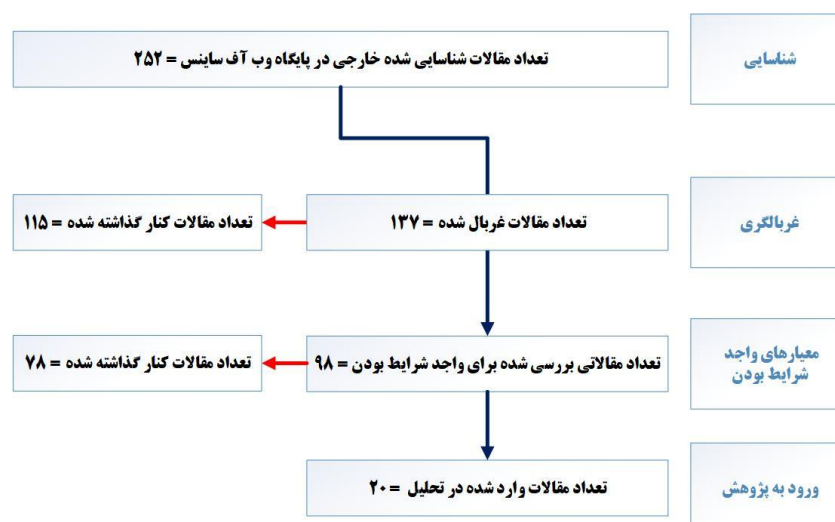 شناسایی
تعداد مقالات شناسایی شده خارجی در پایگاه وب آف ساینس = ۲۵۲
غربالگری
تعداد مقالات غربال شده = ۱۳۷
تعداد مقالات کنار گذاشته شده = ۱۱۵
معیارهای واجد
شرایط بودن
تعداد مقالاتی بررسی شده برای واجد شرایط بودن = ۹۸
تعداد مقالات کنار گذاشته شده = ۷۸
ورود به پژوهش
تعداد مقالات وارد شده در تحلیل = ۲۰